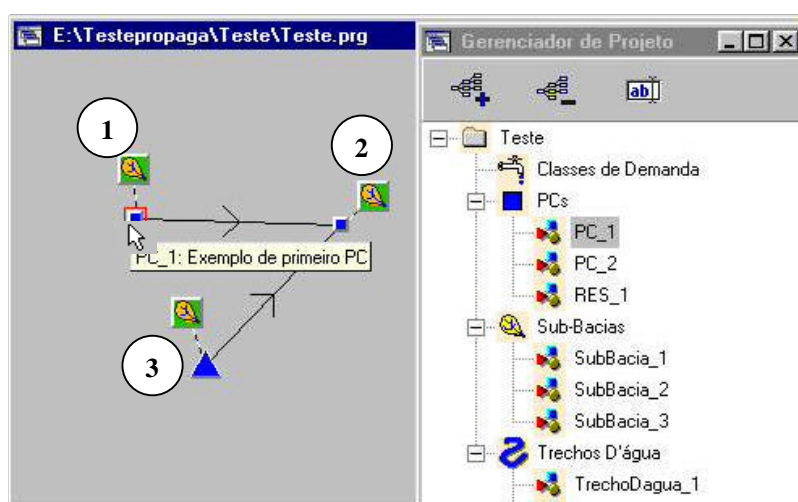 E:\Testepropaga\Teste\Teste.prg
1
2
PC_1: Exemplo de primeiro PC
3
Gerenciador de Projeto
ab
Teste
Classes de Demanda
PCs
PC_1
PC_2
RES_1
Sub-Bacias
SubBacia_1
SubBacia_2
SubBacia_3
Trechos D'água
TrechoDagua_1